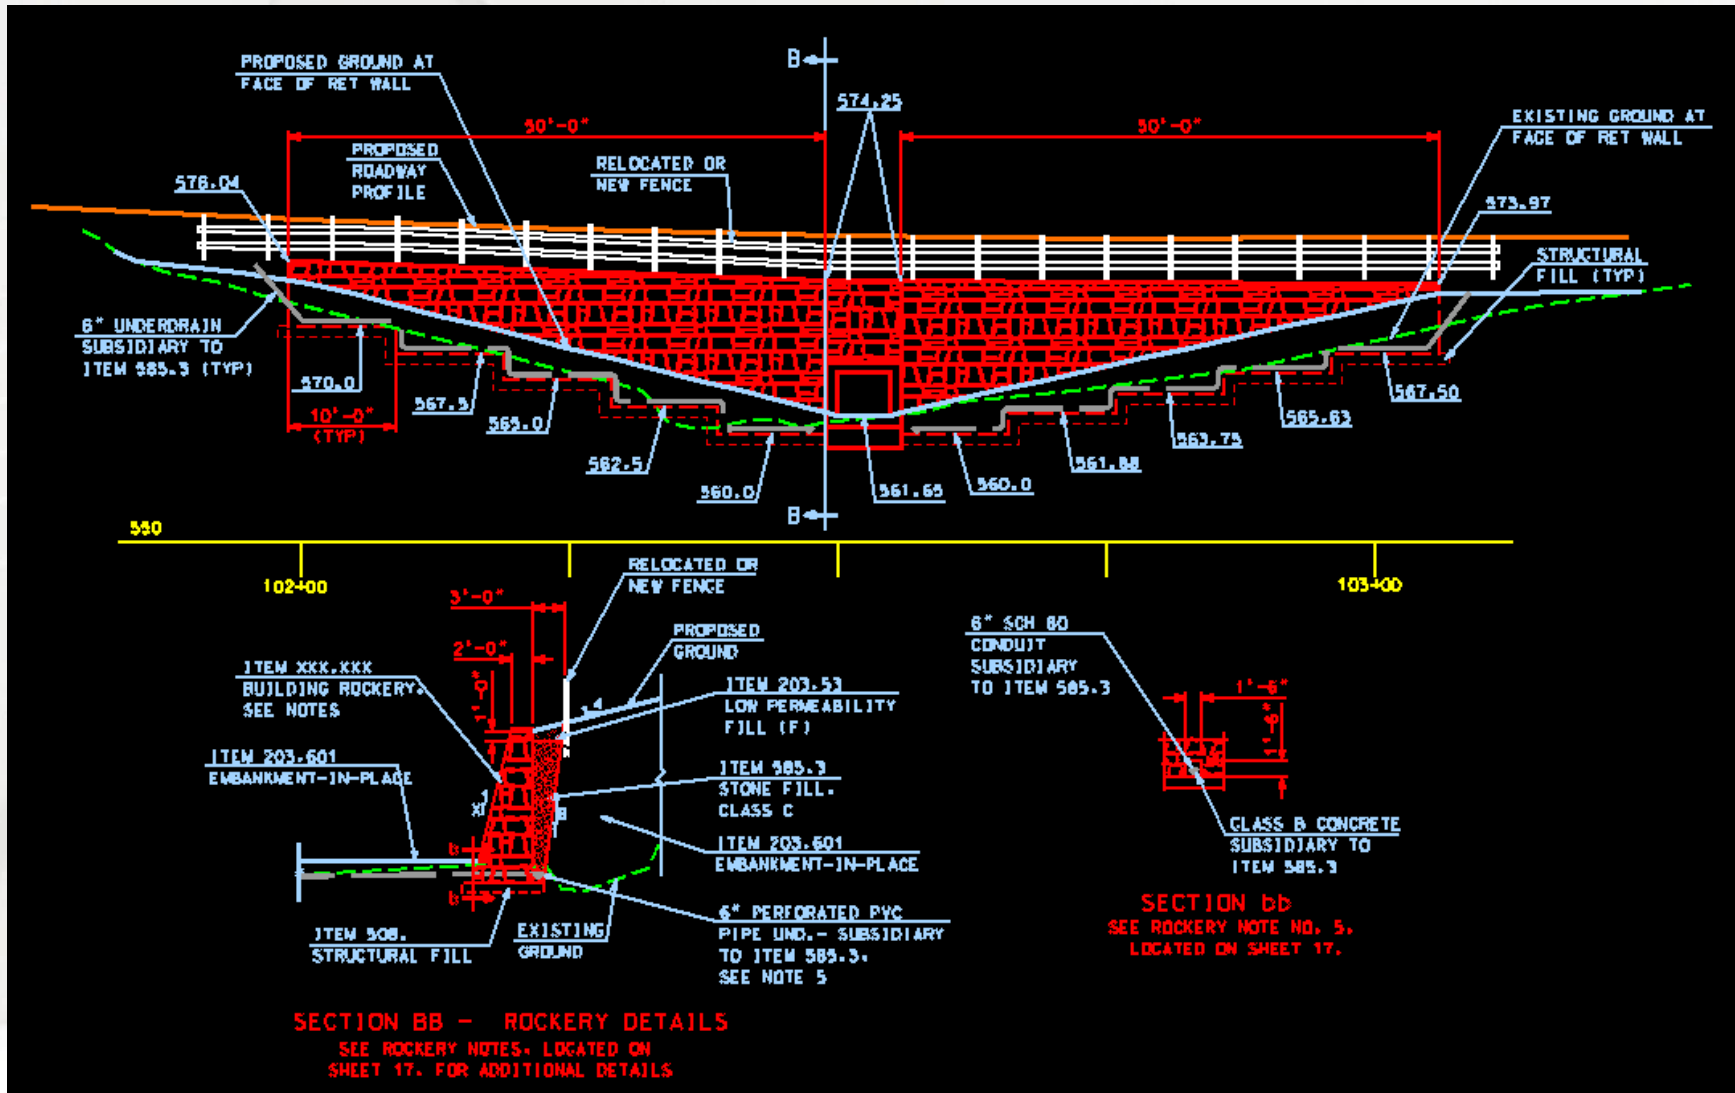 B
PROPOSED GROUND AT
FACE OF RET WALL
574.25
50'-0"
50'-0"
EXISTING GROUND AT
FACE OF RET WALL
PROPOSED
ROADWAY
PROFILE
RELOCATED OR
NEW FENCE
576.04
573.97
STRUCTURAL
FILL (TYP)
6" UNDERDRAIN
SUBSIDIARY TO
ITEM 585.3 (TYP)
570.0
10'-0"
(TYP)
567.5
565.0
562.5
560.0
561.65
560.0
561.88
563.75
565.63
567.50
B
550
102+00
103+00
RELOCATED OR
NEW FENCE
3'-0"
2'-0"
1'-0"
PROPOSED
GROUND
4
ITEM XXX.XXX
BUILDING ROCKERY.
SEE NOTES
ITEM 203.53
LOW PERMEABILITY
FILL (F)
ITEM 203.601
EMBANKMENT-IN-PLACE
ITEM 585.3
STONE FILL.
CLASS C
1
ITEM 203.601
EMBANKMENT-IN-PLACE
b
b
6" PERFORATED PVC
PIPE UND.- SUBSIDIARY
TO ITEM 585.3.
SEE NOTE 5
ITEM 508.
STRUCTURAL FILL
EXISTING
GROUND
SECTION BB - ROCKERY DETAILS
SEE ROCKERY NOTES. LOCATED ON
SHEET 17. FOR ADDITIONAL DETAILS
6" SCH 80
CONDUIT
SUBSIDIARY
TO ITEM 585.3
1'-6"
1'-6"
CLASS B CONCRETE
SUBSIDIARY TO
ITEM 585.3
SECTION bb
SEE ROCKERY NOTE NO. 5.
LOCATED ON SHEET 17.